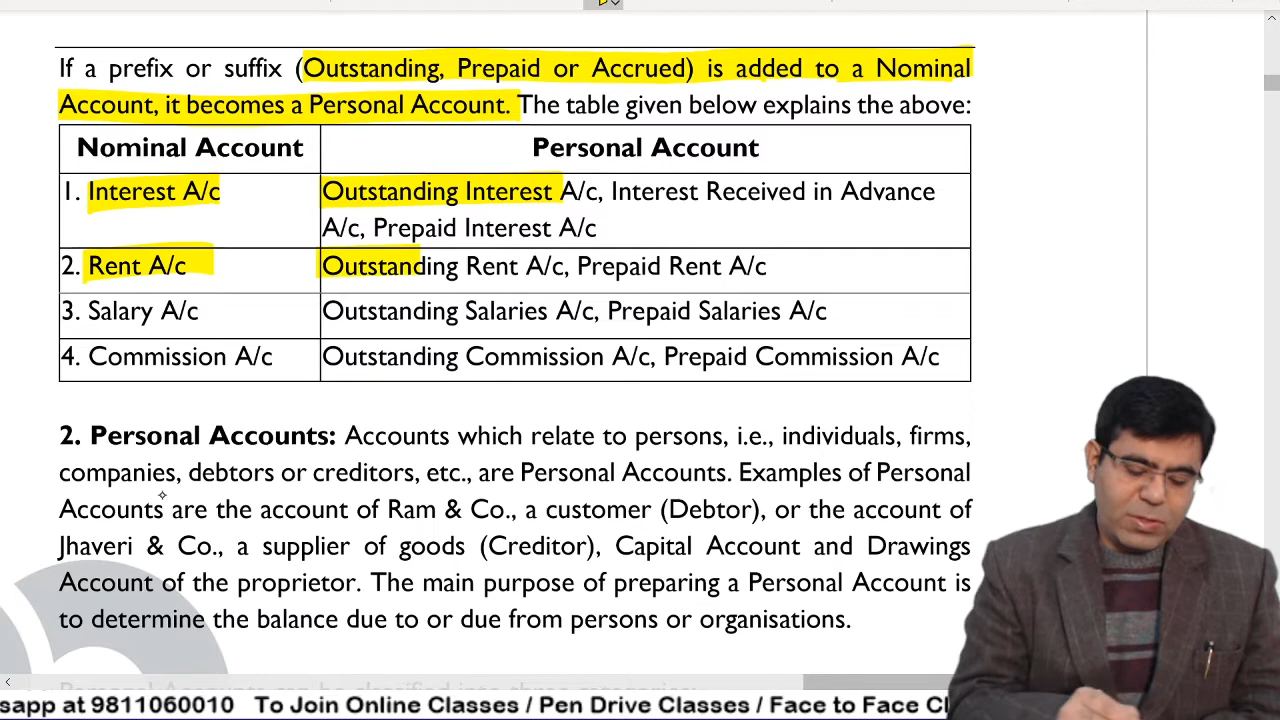 If a prefix or suffix (Outstanding, Prepaid or Accrued) is added to a Nominal
Account, it becomes a Personal Account. The table given below explains the above:
Nominal Account Personal Account
1. Interest A/c Outstanding Interest A/c, Interest Received in Advance
A/c, Prepaid Interest A/c
2. Rent A/c Outstanding Rent A/c, Prepaid Rent A/c
3. Salary A/c Outstanding Salaries A/c, Prepaid Salaries A/c
4. Commission A/c Outstanding Commission A/c, Prepaid Commission A/c
2. Personal Accounts: Accounts which relate to persons, i.e., individuals, firms,
companies, debtors or creditors, etc., are Personal Accounts. Examples of Personal
Accounts are the account of Ram & Co., a customer (Debtor), or the account of
Jhaveri & Co., a supplier of goods (Creditor), Capital Account and Drawings
Account of the proprietor. The main purpose of preparing a Personal Account is
to determine the balance due to or due from persons or organisations.
sapp at 9811060010 To Join Online Classes / Pen Drive Classes / Face to Face Cl